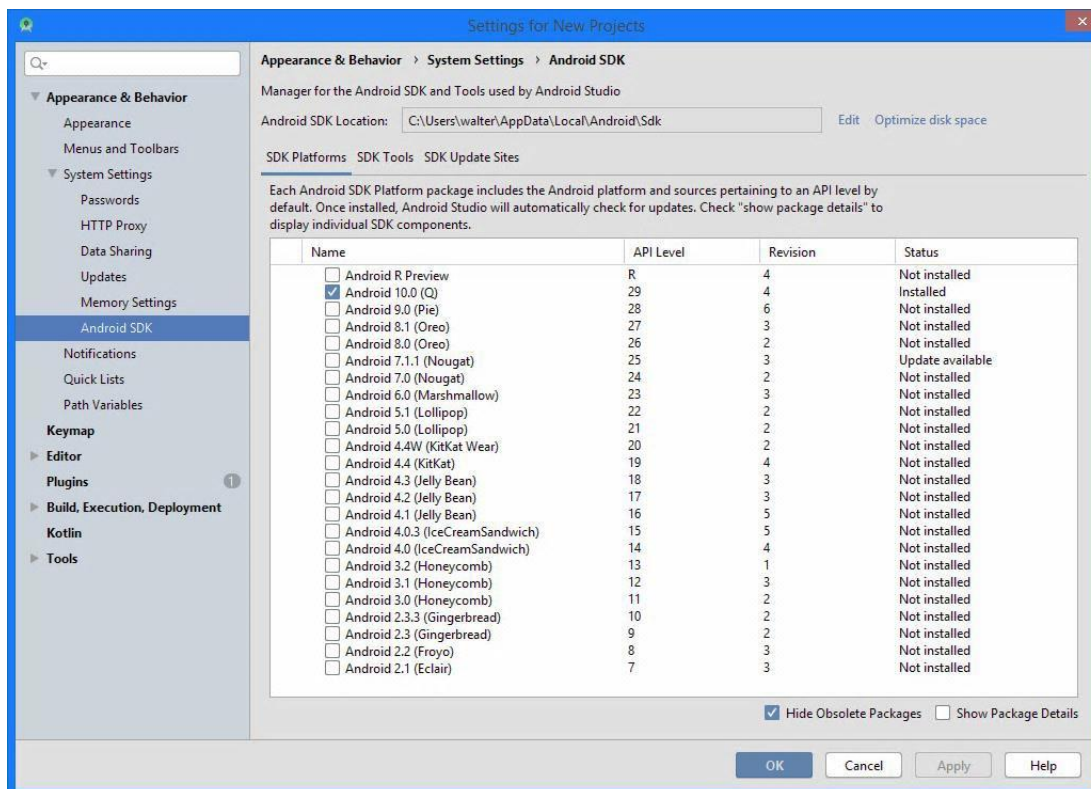 Settings for New Projects
Appearance & Behavior
Appearance
Menus and Toolbars
System Settings
Passwords
HTTP Proxy
Data Sharing
Updates
Memory Settings
Android SDK
Notifications
Quick Lists
Path Variables
Keymap
Editor
Plugins 1
Build, Execution, Deployment
Kotlin
Tools
Appearance & Behavior › System Settings › Android SDK
Manager for the Android SDK and Tools used by Android Studio
Android SDK Location: C:\Users\walter\AppData\Local\Android\Sdk Edit Optimize disk space
SDK Platforms SDK Tools SDK Update Sites
Each Android SDK Platform package includes the Android platform and sources pertaining to an API level by
default. Once installed, Android Studio will automatically check for updates. Check "show package details" to
display individual SDK components.
Name API Level Revision Status
Android R Preview R 4 Not installed
Android 10.0 (Q) 29 4 Installed
Android 9.0 (Pie) 28 6 Not installed
Android 8.1 (Oreo) 27 3 Not installed
Android 8.0 (Oreo) 26 2 Not installed
Android 7.1.1 (Nougat) 25 3 Update available
Android 7.0 (Nougat) 24 2 Not installed
Android 6.0 (Marshmallow) 23 3 Not installed
Android 5.1 (Lollipop) 22 2 Not installed
Android 5.0 (Lollipop) 21 2 Not installed
Android 4.4W (KitKat Wear) 20 2 Not installed
Android 4.4 (KitKat) 19 4 Not installed
Android 4.3 (Jelly Bean) 18 3 Not installed
Android 4.2 (Jelly Bean) 17 3 Not installed
Android 4.1 (Jelly Bean) 16 5 Not installed
Android 4.0.3 (IceCreamSandwich) 15 5 Not installed
Android 4.0 (IceCreamSandwich) 14 4 Not installed
Android 3.2 (Honeycomb) 13 1 Not installed
Android 3.1 (Honeycomb) 12 3 Not installed
Android 3.0 (Honeycomb) 11 2 Not installed
Android 2.3.3 (Gingerbread) 10 2 Not installed
Android 2.3 (Gingerbread) 9 2 Not installed
Android 2.2 (Froyo) 8 3 Not installed
Android 2.1 (Eclair) 7 3 Not installed
Hide Obsolete Packages Show Package Details
OK Cancel Apply Help